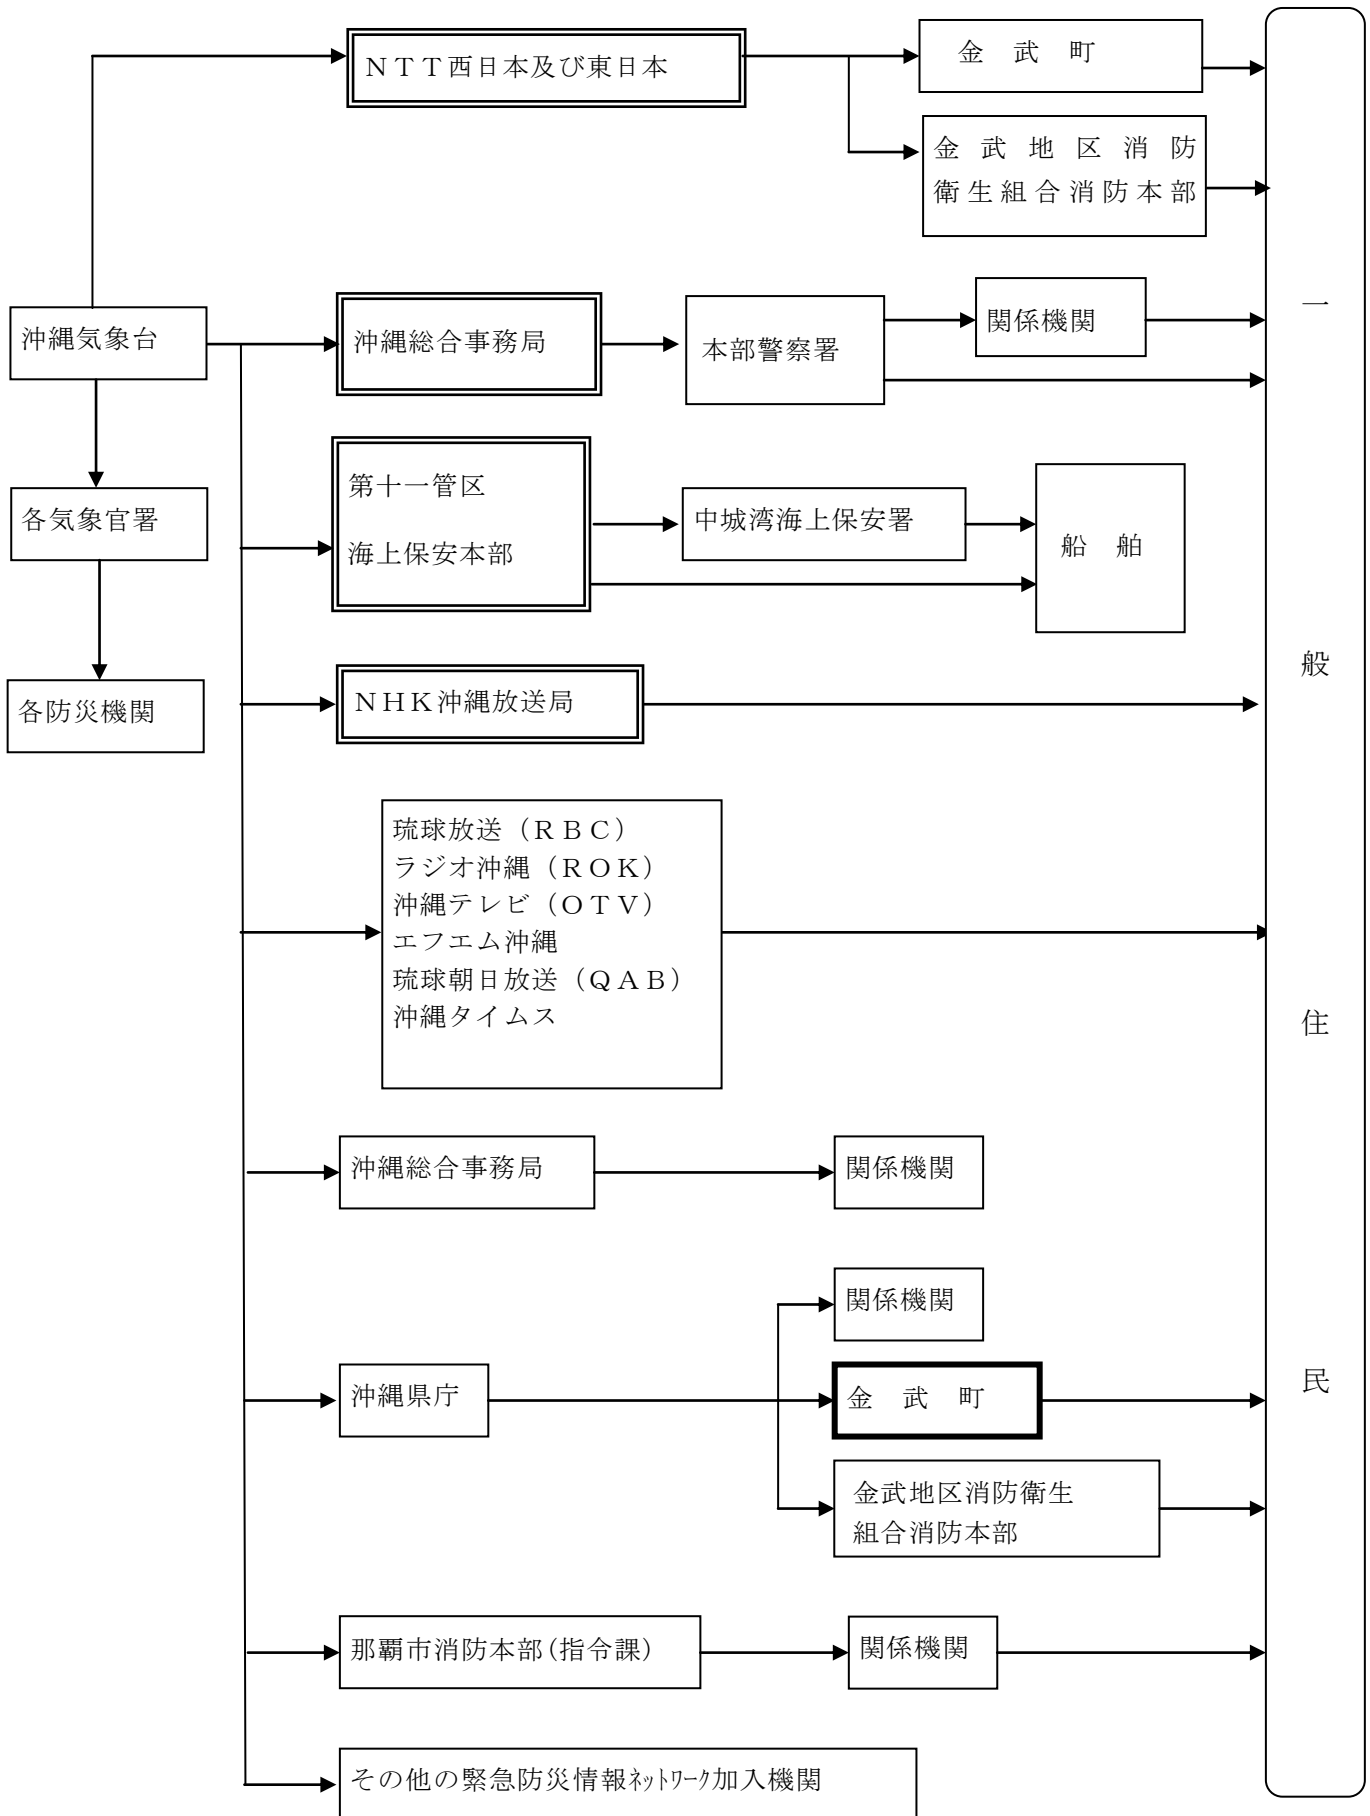 ＮＴＴ西日本及び東日本
金　武　町
金武地区消防
衛生組合消防本部
沖縄気象台
沖縄総合事務局
本部警察署
関係機関
各気象官署
第十一管区
海上保安本部
中城湾海上保安署
船　舶
各防災機関
ＮＨＫ沖縄放送局
琉球放送（ＲＢＣ）
ラジオ沖縄（ＲＯＫ）
沖縄テレビ（ＯＴＶ）
エフエム沖縄
琉球朝日放送（ＱＡＢ）
沖縄タイムス
沖縄総合事務局
関係機関
関係機関
沖縄県庁
金　武　町
金武地区消防衛生
組合消防本部
那覇市消防本部(指令課)
関係機関
その他の緊急防災情報ﾈｯﾄﾜｰｸ加入機関
一般住民